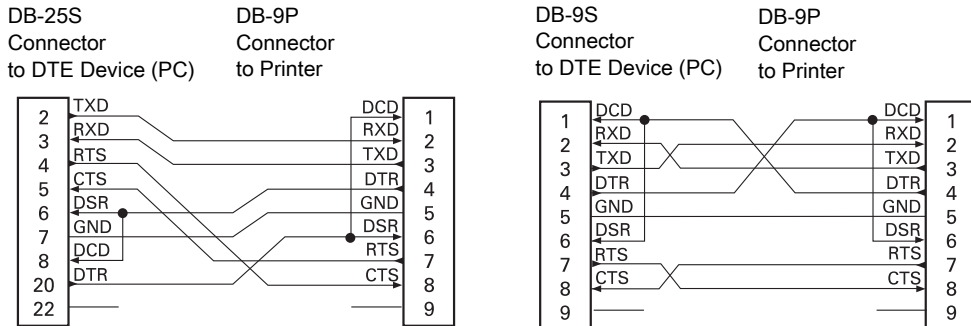 DB-25S
Connector
to DTE Device (PC)
DB-9P
Connector
to Printer
2
3
4
5
6
7
8
20
22
TXD
RXD
RTS
CTS
DSR
GND
DCD
DTR
DCD
RXD
TXD
DTR
GND
DSR
RTS
CTS
1
2
3
4
5
6
7
8
9
DB-9S
Connector
to DTE Device (PC)
DB-9P
Connector
to Printer
1
2
3
4
5
6
7
8
9
DCD
RXD
TXD
DTR
GND
DSR
RTS
CTS
DCD
RXD
TXD
DTR
GND
DSR
RTS
CTS
1
2
3
4
5
6
7
8
9